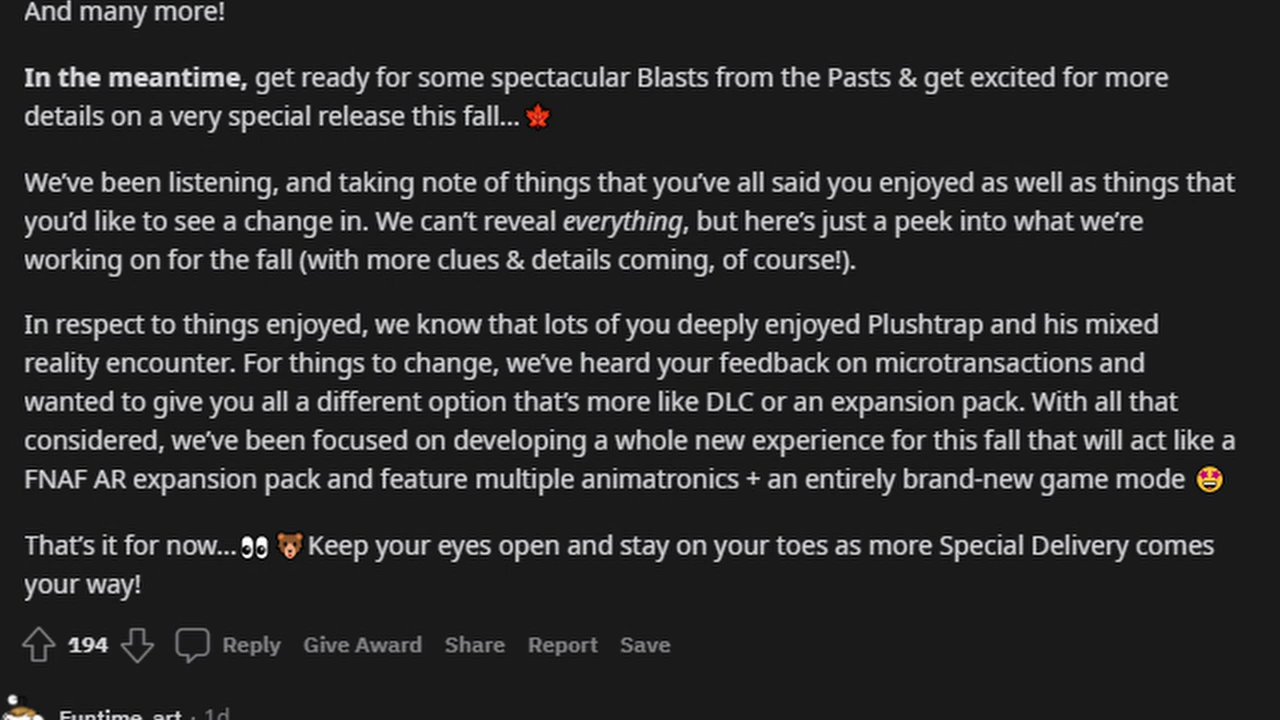 And many more!
In the meantime, get ready for some spectacular Blasts from the Pasts & get excited for more
details on a very special release this fall... 🍁
We’ve been listening, and taking note of things that you’ve all said you enjoyed as well as things that
you’d like to see a change in. We can’t reveal everything, but here’s just a peek into what we’re
working on for the fall (with more clues & details coming, of course!).
In respect to things enjoyed, we know that lots of you deeply enjoyed Plushtrap and his mixed
reality encounter. For things to change, we’ve heard your feedback on microtransactions and
wanted to give you all a different option that’s more like DLC or an expansion pack. With all that
considered, we’ve been focused on developing a whole new experience for this fall that will act like a
FNAF AR expansion pack and feature multiple animatronics + an entirely brand-new game mode 🤩
That’s it for now...👀 🐻 Keep your eyes open and stay on your toes as more Special Delivery comes
your way!
194 Reply Give Award Share Report Save
Funtime_art · 1d